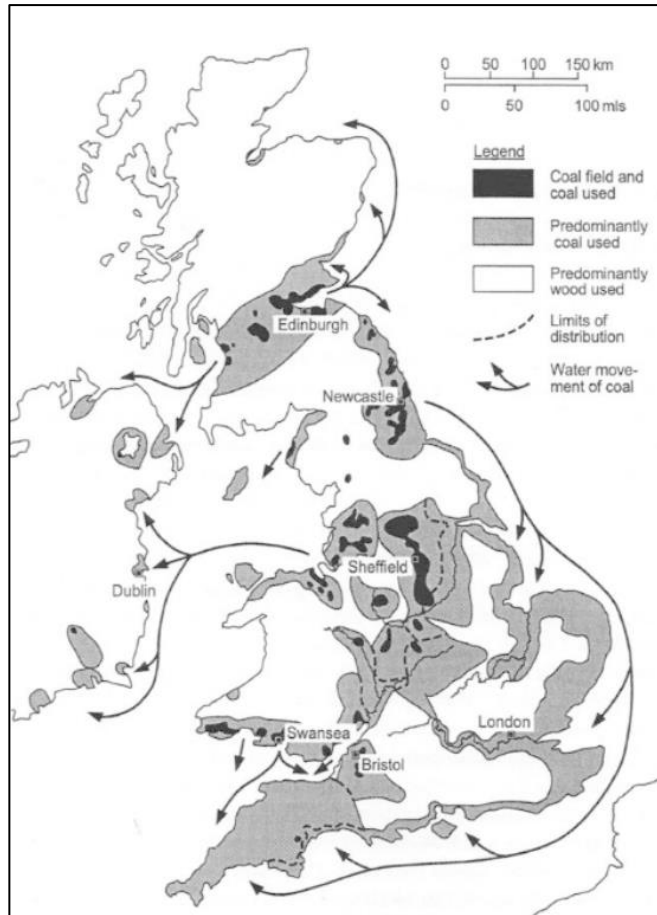 0 50 100 150 km
0 50 100 mls
Legend
Coal field and
coal used
Predominantly
coal used
Predominantly
wood used
Limits of
distribution
Water move-
ment of coal
Edinburgh
Newcastle
Sheffield
Dublin
Swansea
London
Bristol